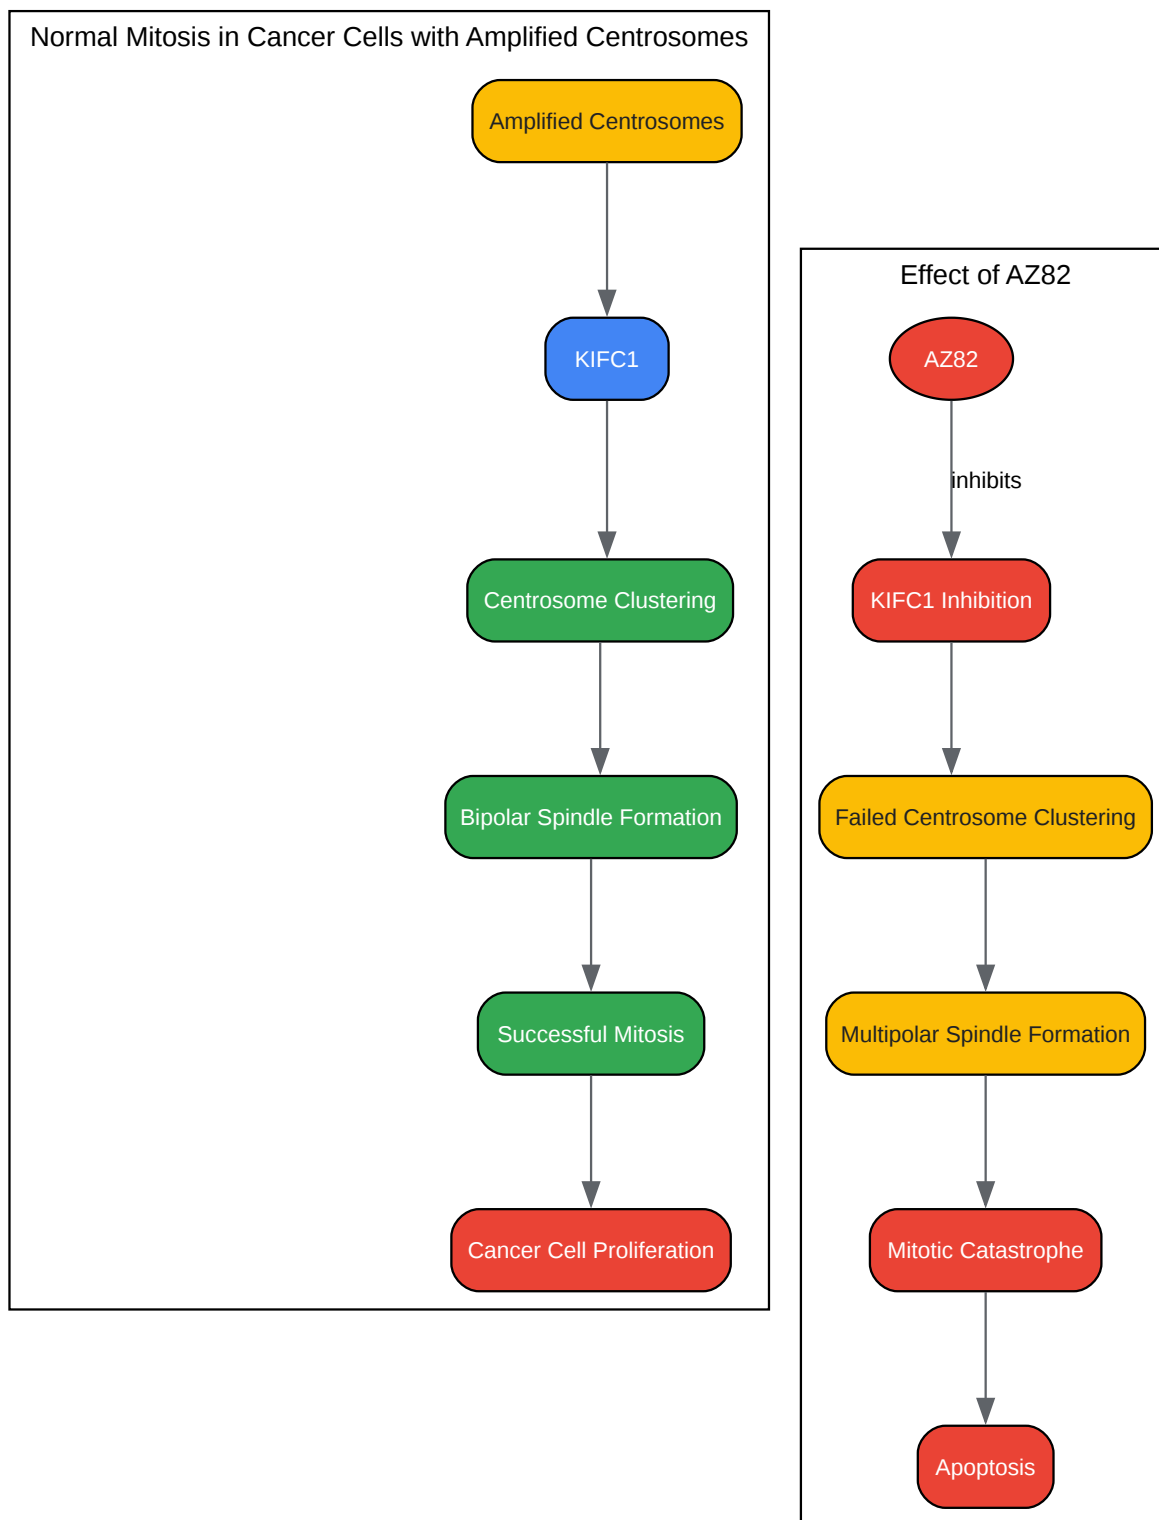 Normal Mitosis in Cancer Cells with Amplified Centrosomes
Amplified Centrosomes
KIFC1
Centrosome Clustering
Bipolar Spindle Formation
Successful Mitosis
Cancer Cell Proliferation
Effect of AZ82
AZ82
inhibits
KIFC1 Inhibition
Failed Centrosome Clustering
Multipolar Spindle Formation
Mitotic Catastrophe
Apoptosis